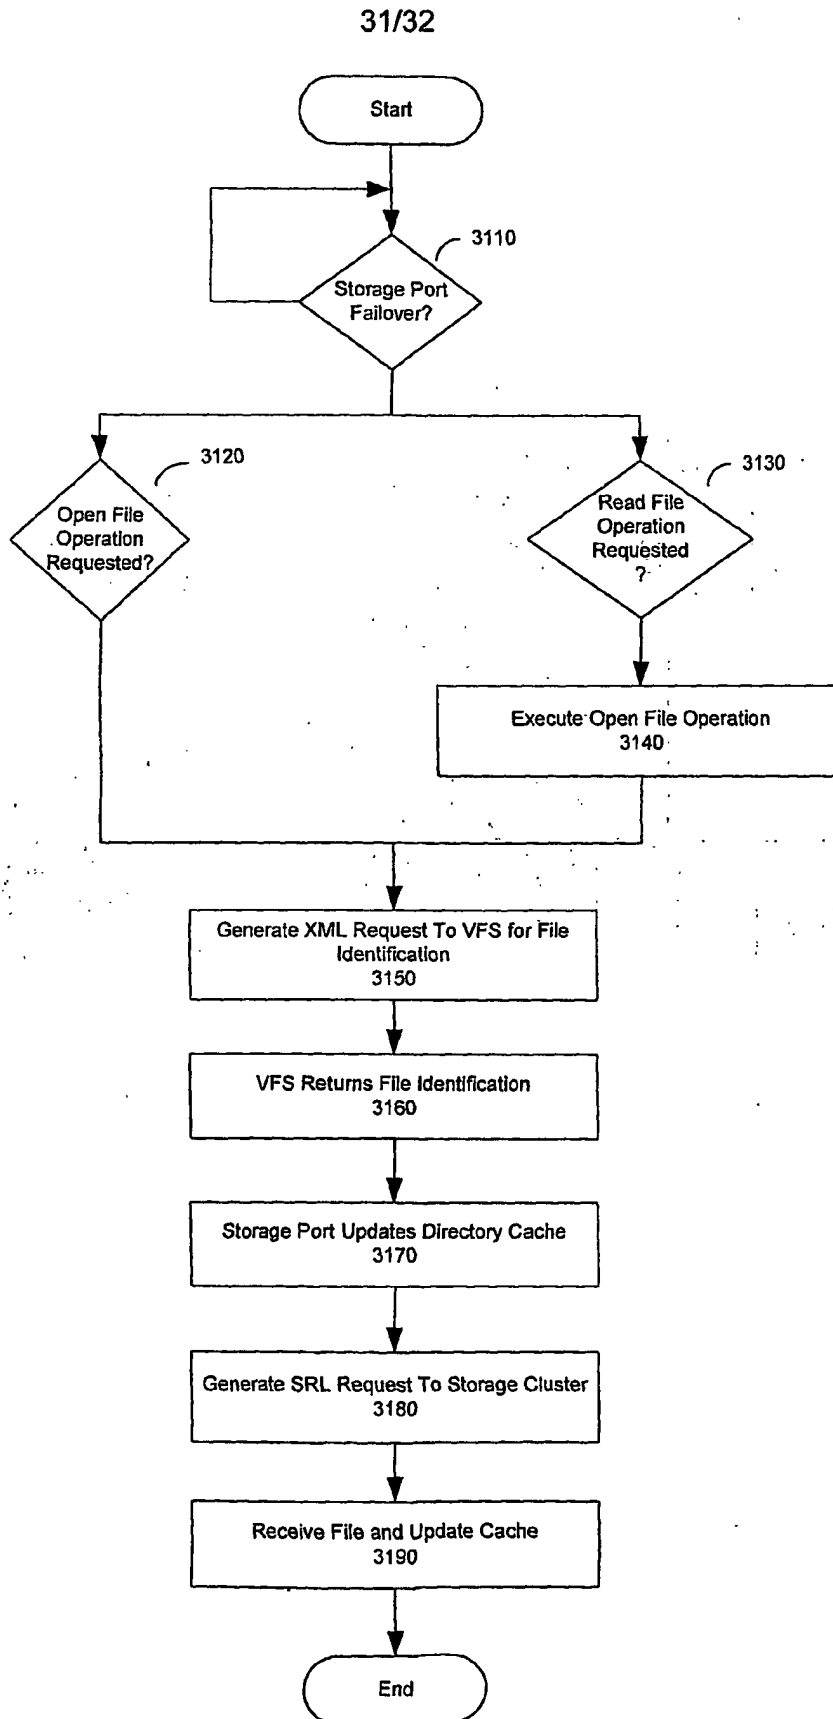 31/32
Start
3110
Storage Port
Failover?
3120
3130
Open File
Operation
Requested?
Read File
Operation
Requested
?
Execute Open File Operation
3140
Generate XML Request To VFS for File
Identification
3150
VFS Returns File Identification
3160
Storage Port Updates Directory Cache
3170
Generate SRL Request To Storage Cluster
3180
Receive File and Update Cache
3190
End